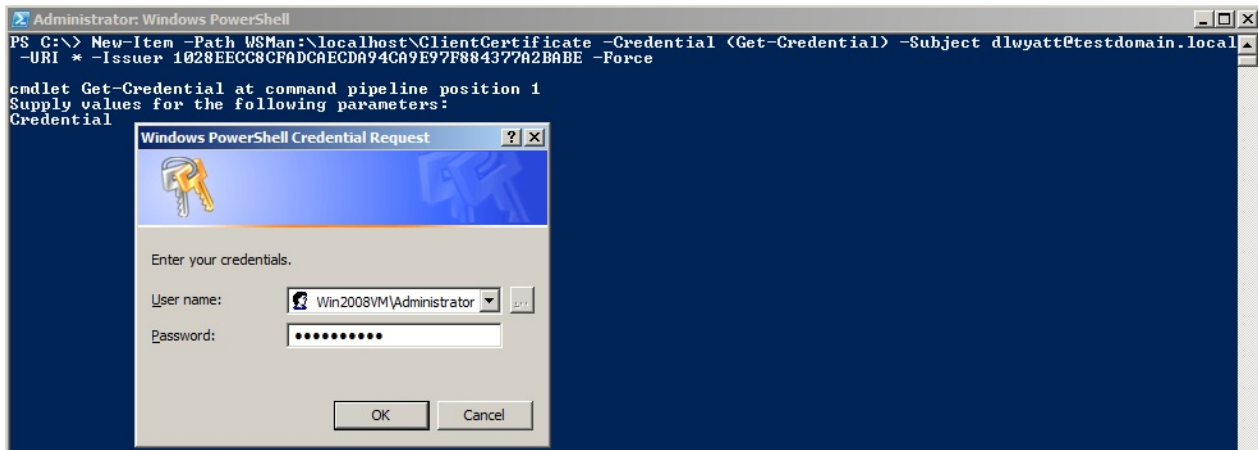 Administrator: Windows PowerShell
PS C:\> New-Item -Path WSMan:\localhost\ClientCertificate -Credential (Get-Credential) -Subject dlwyatt@testdomain.local
 -URI * -Issuer 1028EECC8CFADCAECDA94CA9E97F884377A2BABE -Force
cmdlet Get-Credential at command pipeline position 1
Supply values for the following parameters:
Credential
Windows PowerShell Credential Request
Enter your credentials.
User name:
Win2008VM\Administrator
...
Password:
••••••••••
OK
Cancel